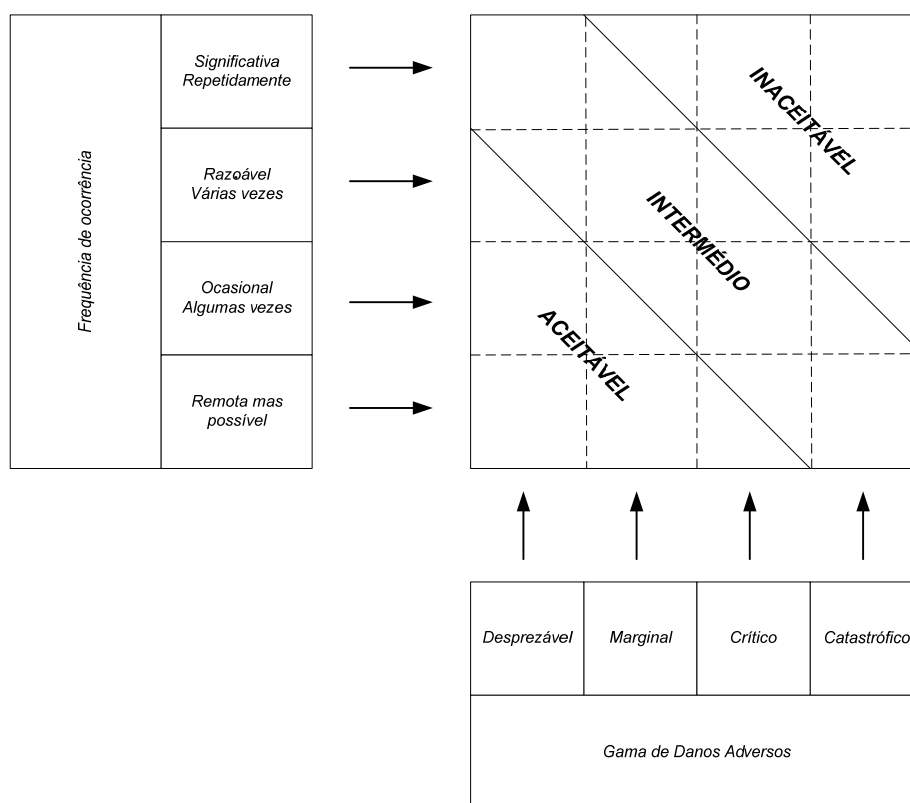 Frequência de ocorrência
Significativa
Repetidamente
Razoável
Várias vezes
Ocasional
Algumas vezes
Remota mas
possível
INACEITÁVEL
INTERMÉDIO
ACEITÁVEL
Desprezável
Marginal
Crítico
Catastrófico
Gama de Danos Adversos